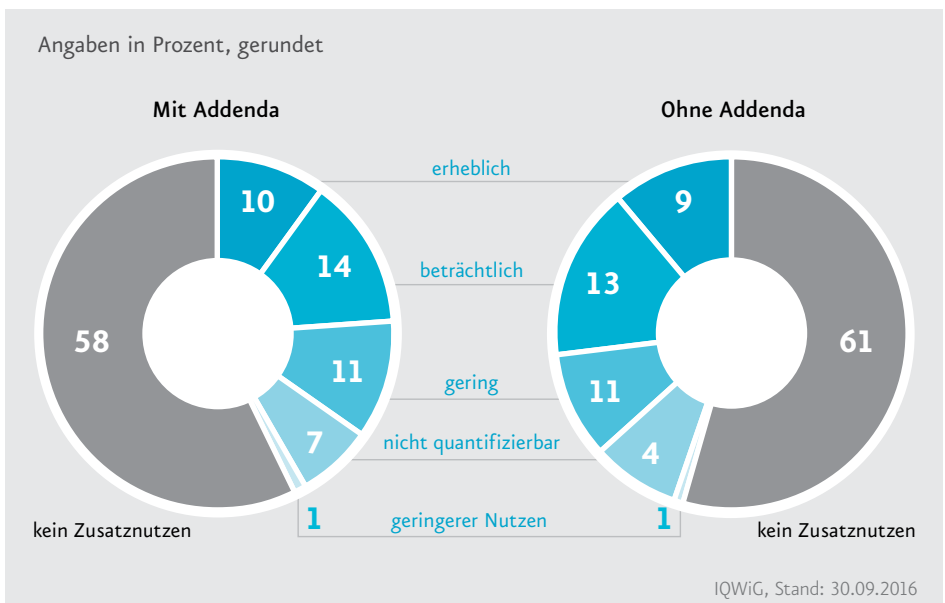 Angaben in Prozent, gerundet
Mit Addenda
Ohne Addenda
erheblich
10
9
beträchtlich
14
13
58
61
gering
11
11
nicht quantifizierbar
7
4
1
geringerer Nutzen
1
kein Zusatznutzen
kein Zusatznutzen
IQWiG, Stand: 30.09.2016